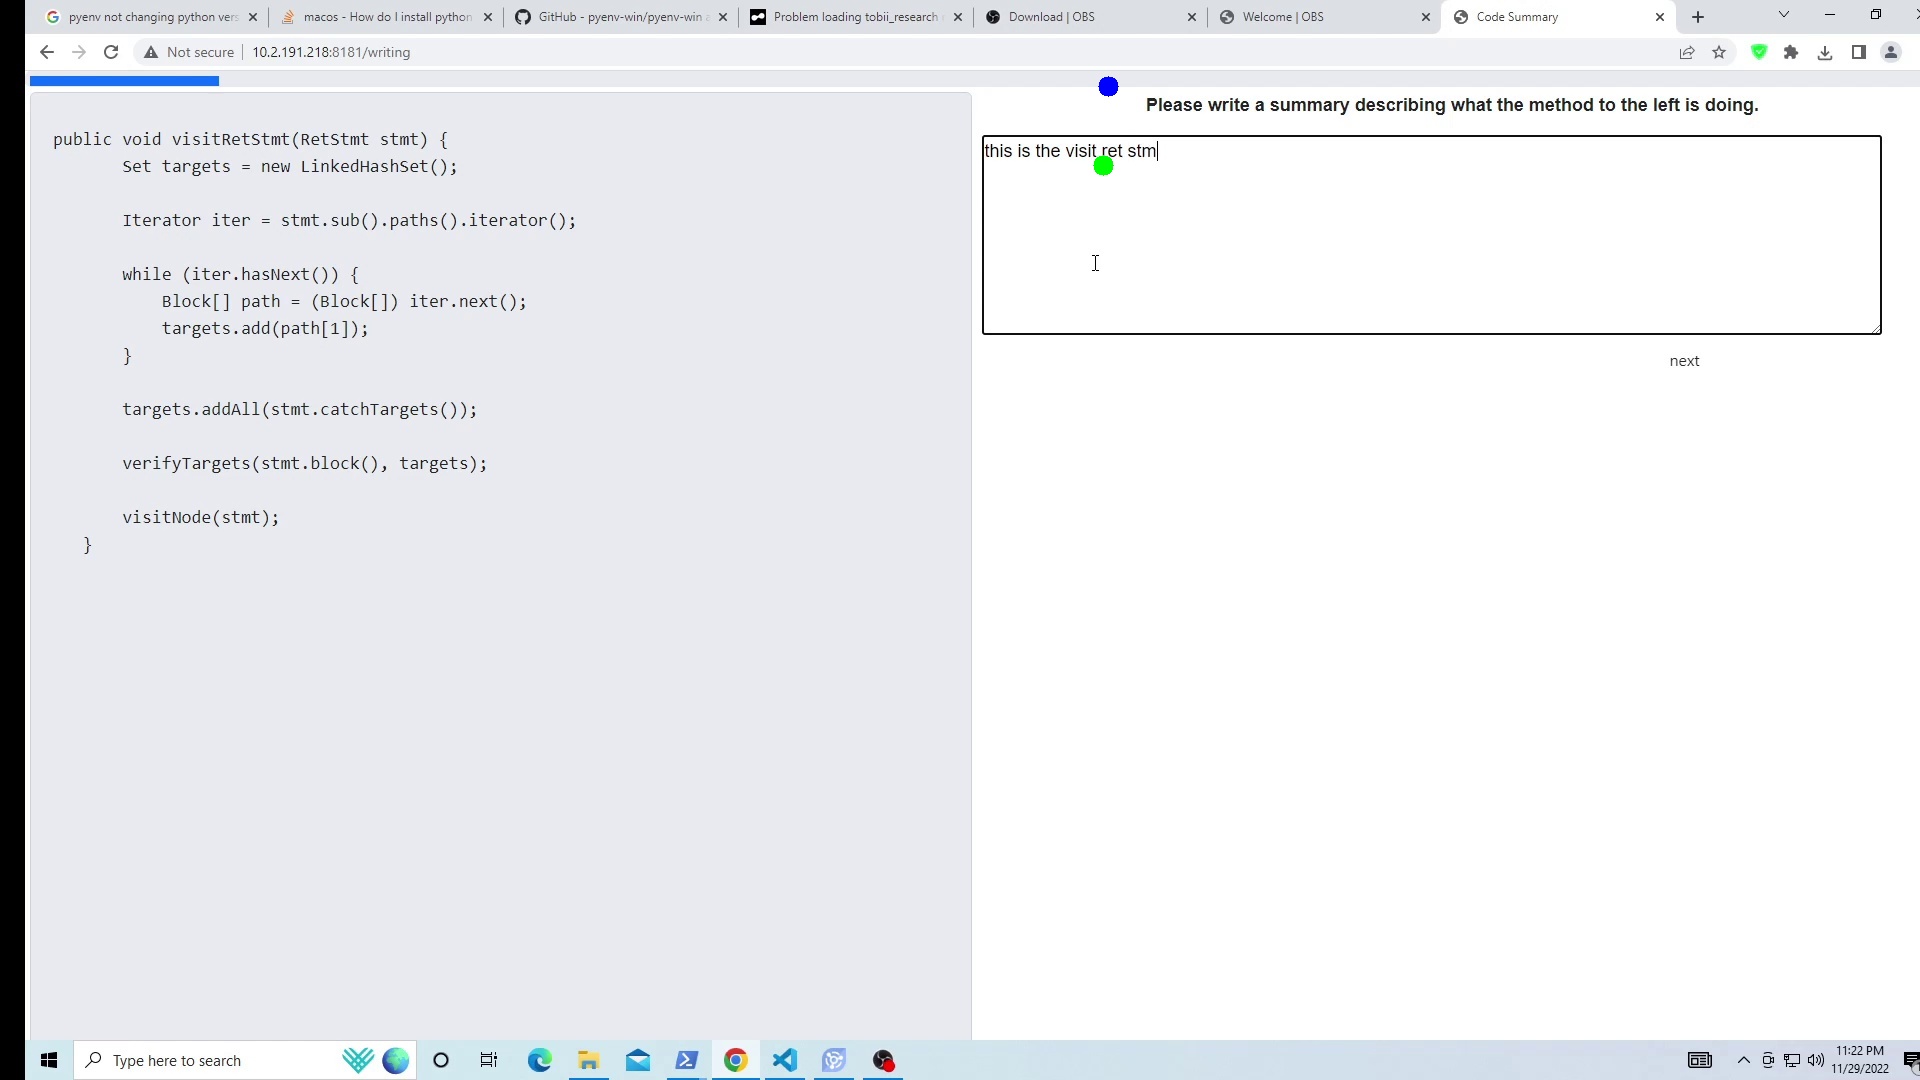 pyenv not changing python vers
macos - How do I install python
GitHub - pyenv-win/pyenv-win a
Problem loading tobii_research
Download | OBS
Welcome | OBS
Code Summary
Not secure
10.2.191.218:8181/writing
public void visitRetStmt(RetStmt stmt) {
Set targets = new LinkedHashSet();
Iterator iter = stmt.sub().paths().iterator();
while (iter.hasNext()) {
Block[] path = (Block[]) iter.next();
targets.add(path[1]);
}
targets.addAll(stmt.catchTargets());
verifyTargets(stmt.block(), targets);
visitNode(stmt);
}
Please write a summary describing what the method to the left is doing.
this is the visit ret stm
next
Type here to search
11:22 PM
11/29/2022